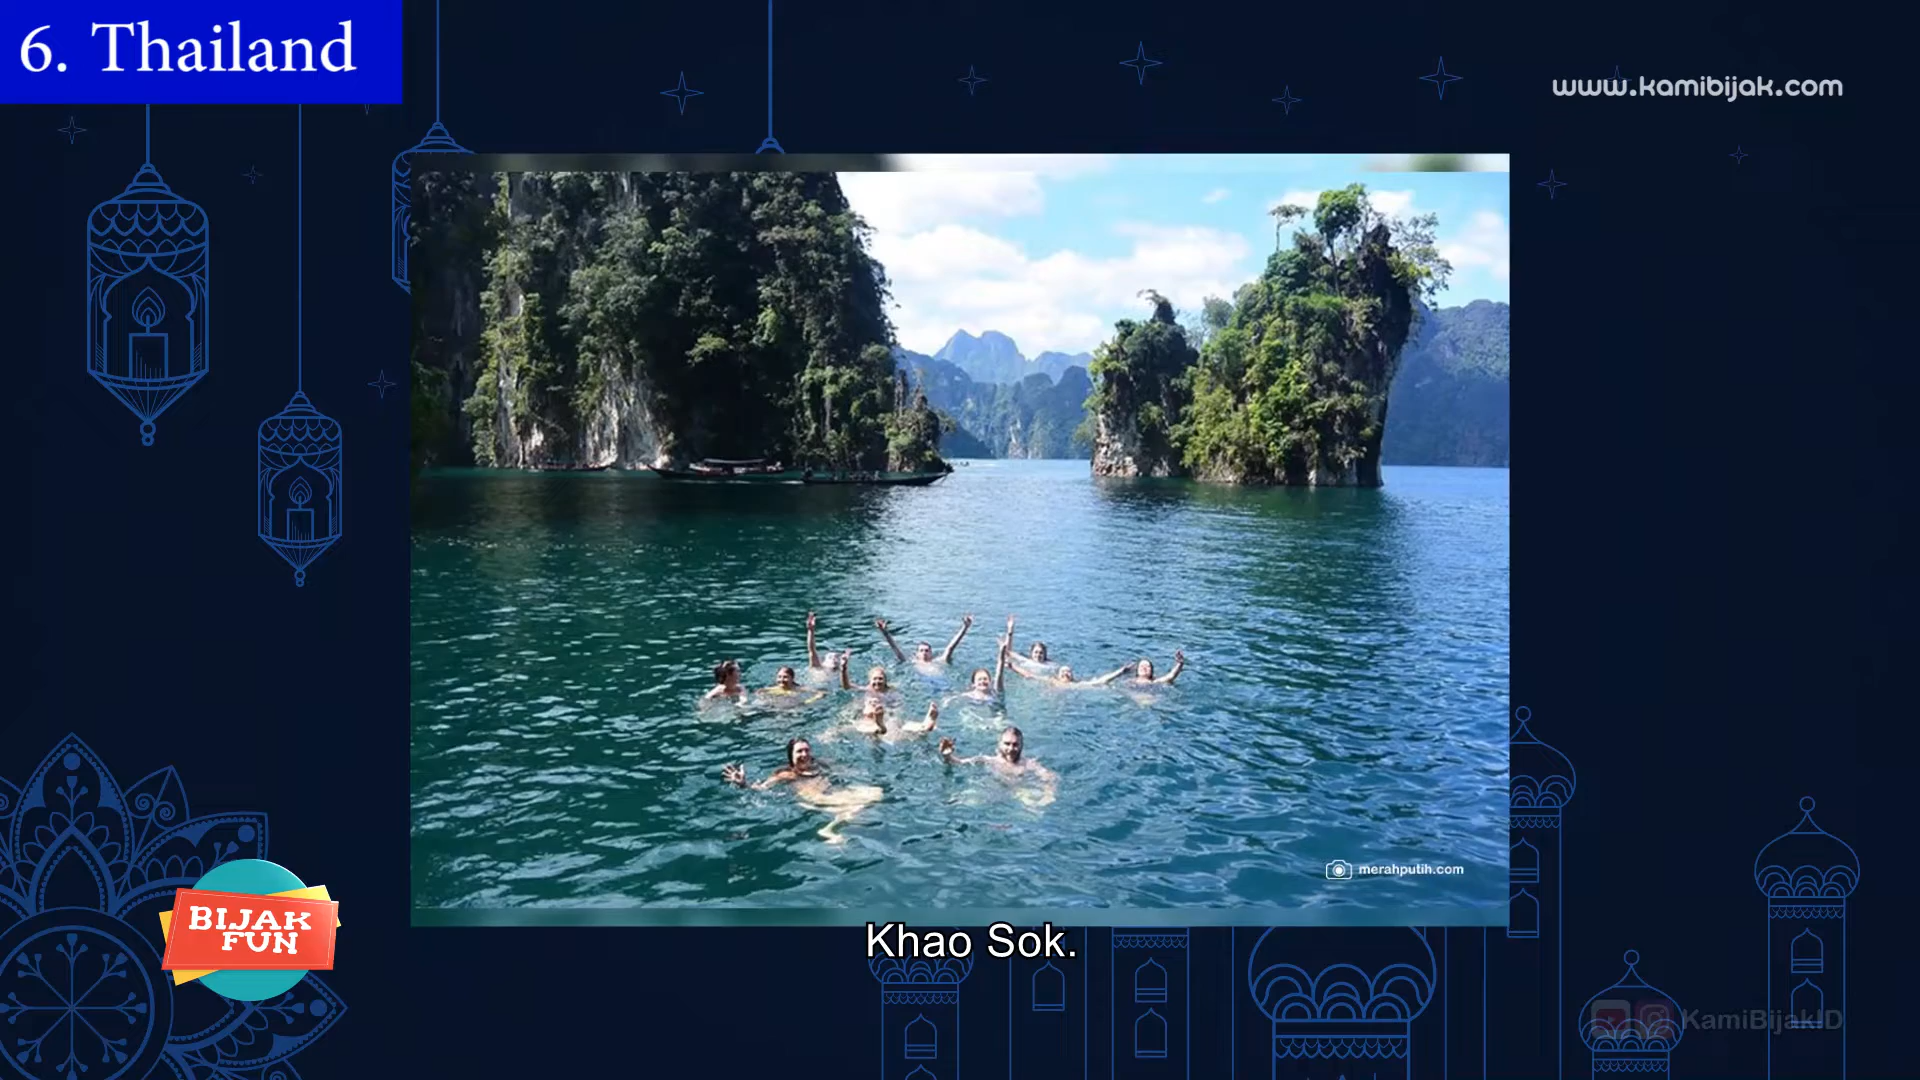 6. Thailand
www.kamibijak.com
merahputih.com
Khao Sok.
BIJAK
FUN
KamiBijakID